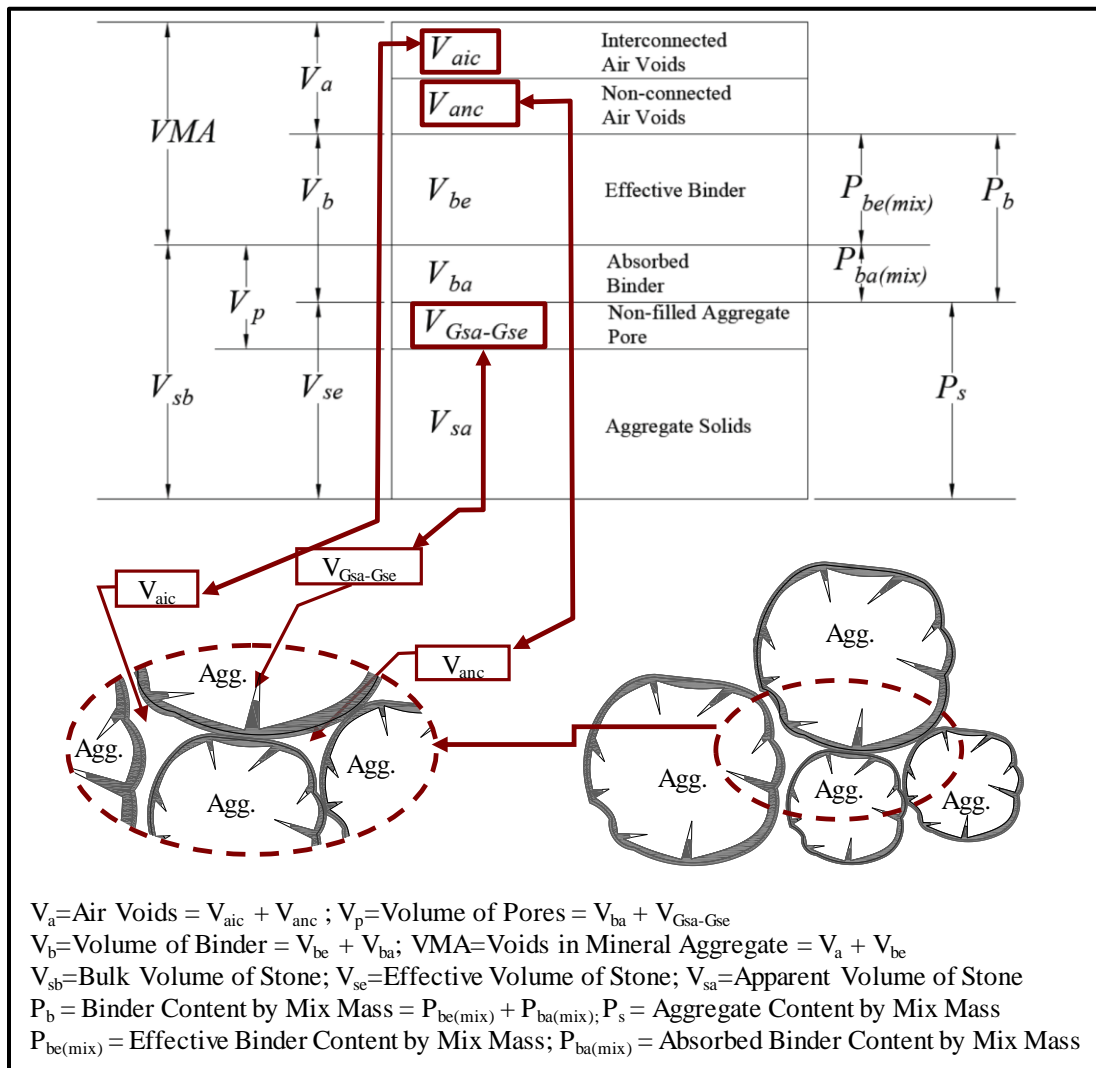 V_aic
Interconnected
Air Voids
V_a
V_anc
Non-connected
Air Voids
VMA
V_b
V_be
Effective Binder
P_be(mix)
P_b
V_ba
Absorbed
Binder
P_ba(mix)
V_p
V_Gsa-Gse
Non-filled Aggregate
Pore
V_sb
V_se
V_sa
Aggregate Solids
P_s
V_Gsa-Gse
V_aic
V_anc
Agg.
Agg.
Agg.
Agg.
Agg.
Agg.
Agg.
Agg.
V_a=Air Voids = V_aic + V_anc ; V_p=Volume of Pores = V_ba + V_Gsa-Gse
V_b=Volume of Binder = V_be + V_ba; VMA=Voids in Mineral Aggregate = V_a + V_be
V_sb=Bulk Volume of Stone; V_se=Effective Volume of Stone; V_sa=Apparent Volume of Stone
P_b = Binder Content by Mix Mass = P_be(mix) + P_ba(mix); P_s = Aggregate Content by Mix Mass
P_be(mix) = Effective Binder Content by Mix Mass; P_ba(mix) = Absorbed Binder Content by Mix Mass